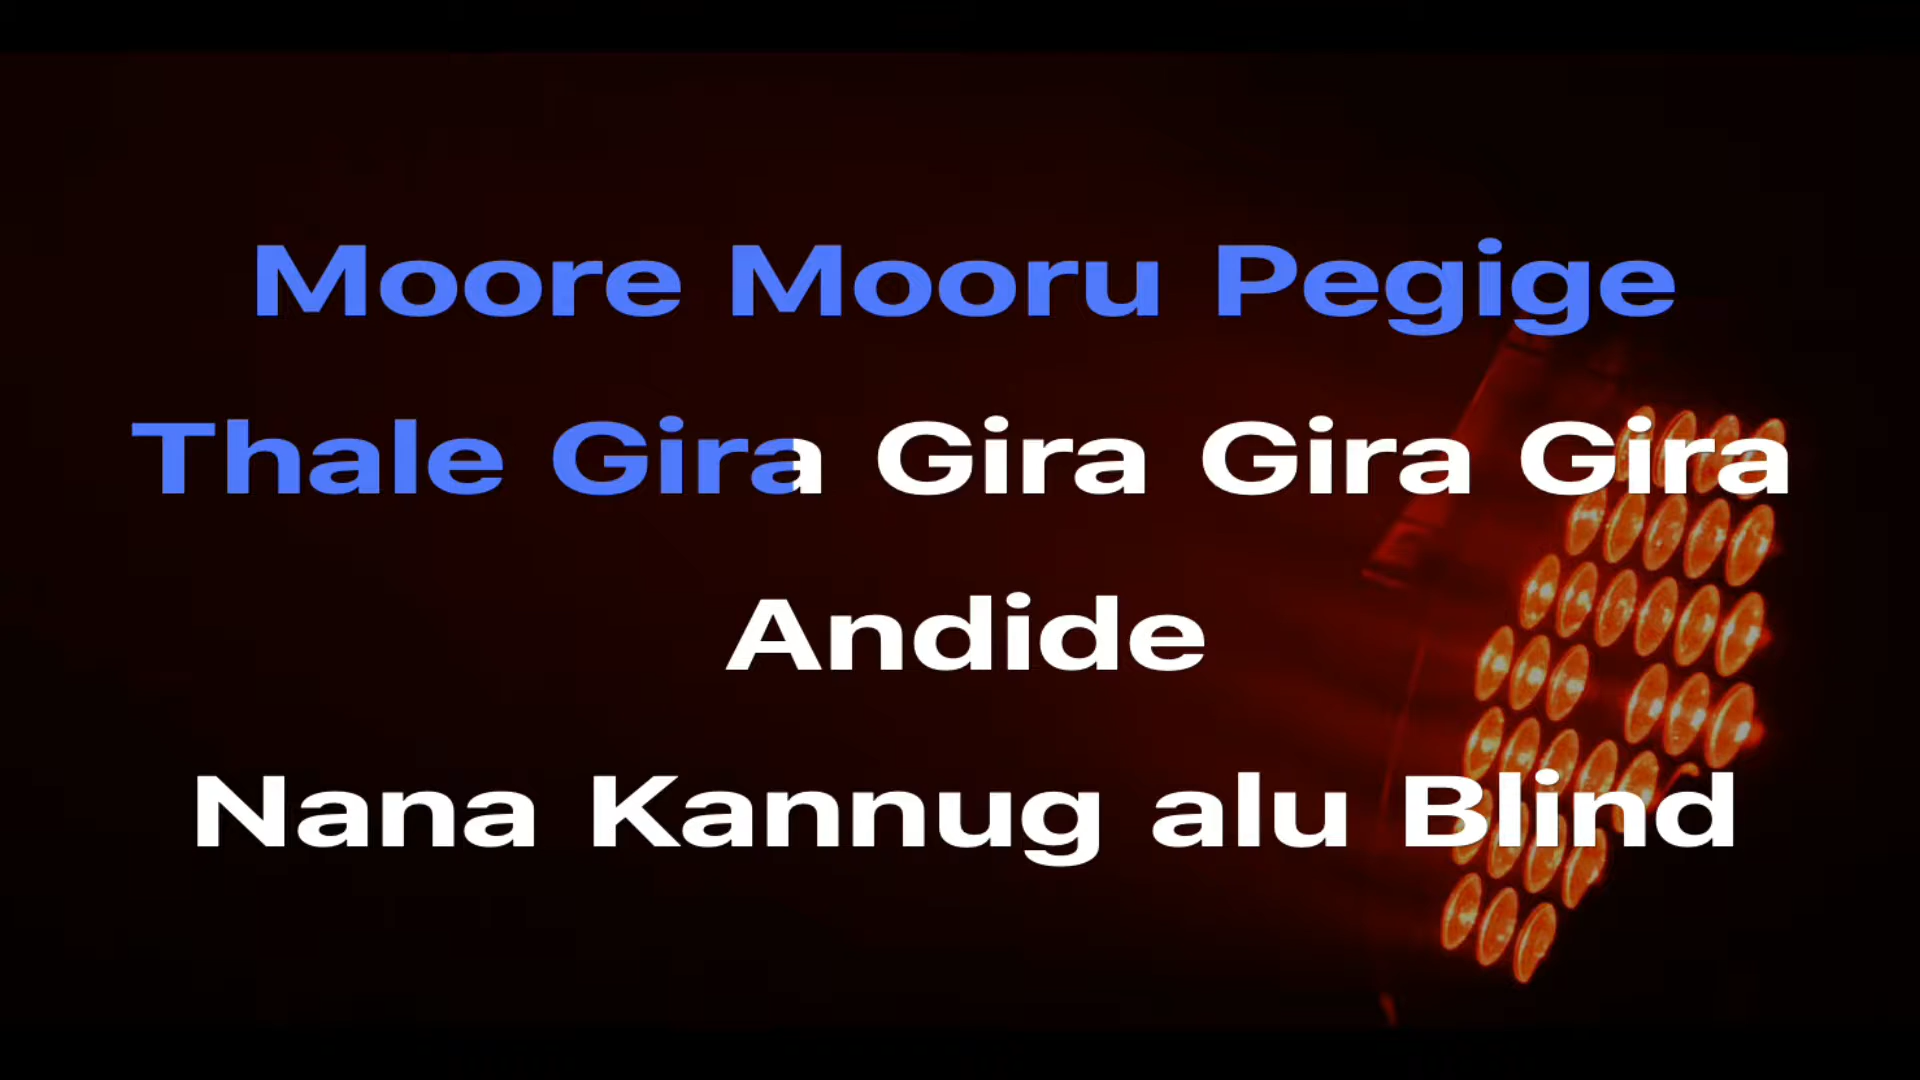 Moore Mooru Pegige
Thale Gira Gira Gira Gira
Andide
Nana Kannug alu Blind